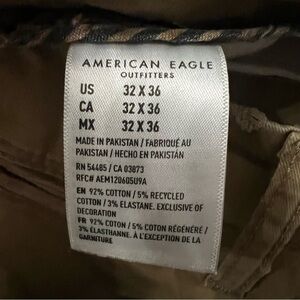 AMERICAN EAGLE
OUTFITTERS
US 32 X 36
CA 32 X 36
MX 32 X 36
MADE IN PAKISTAN / FABRIQUÉ AU
PAKISTAN / HECHO EN PAKISTÁN
RN 54485 / CA 03873
RFC# AEM120605U9A
EN 92% COTTON / 5% RECYCLED
COTTON / 3% ELASTANE. EXCLUSIVE OF
DECORATION
FR 92% COTTON / 5% COTON RÉGÉNÉRÉ /
3% ÉLASTHANNE. À L'EXCEPTION DE LA
GARNITURE